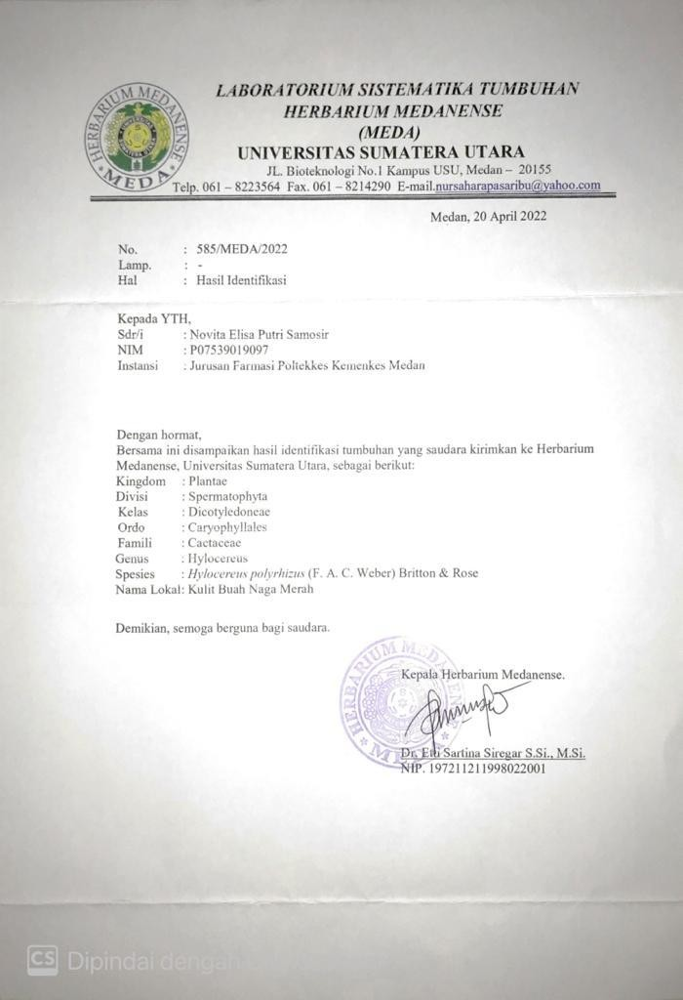 HERBARIUM MEDANENSE
MEDA
LABORATORIUM SISTEMATIKA TUMBUHAN
HERBARIUM MEDANENSE
(MEDA)
UNIVERSITAS SUMATERA UTARA
JL. Bioteknologi No.1 Kampus USU, Medan – 20155
Telp. 061 – 8223564 Fax. 061 – 8214290 E-mail.nursaharapasaribu@yahoo.com
Medan, 20 April 2022
No. : 585/MEDA/2022
Lamp. : -
Hal : Hasil Identifikasi
Kepada YTH,
Sdr/i : Novita Elisa Putri Samosir
NIM : P07539019097
Instansi : Jurusan Farmasi Poltekkes Kemenkes Medan
Dengan hormat,
Bersama ini disampaikan hasil identifikasi tumbuhan yang saudara kirimkan ke Herbarium
Medanense, Universitas Sumatera Utara, sebagai berikut:
Kingdom : Plantae
Divisi : Spermatophyta
Kelas : Dicotyledoneae
Ordo : Caryophyllales
Famili : Cactaceae
Genus : Hylocereus
Spesies : Hylocereus polyrhizus (F. A. C. Weber) Britton & Rose
Nama Lokal: Kulit Buah Naga Merah
Demikian, semoga berguna bagi saudara.
HERBARIUM MEDANENSE
MEDA
Kepala Herbarium Medanense.
Dr. Etti Sartina Siregar S.Si., M.Si.
NIP. 197211211998022001
CS Dipindai dengan